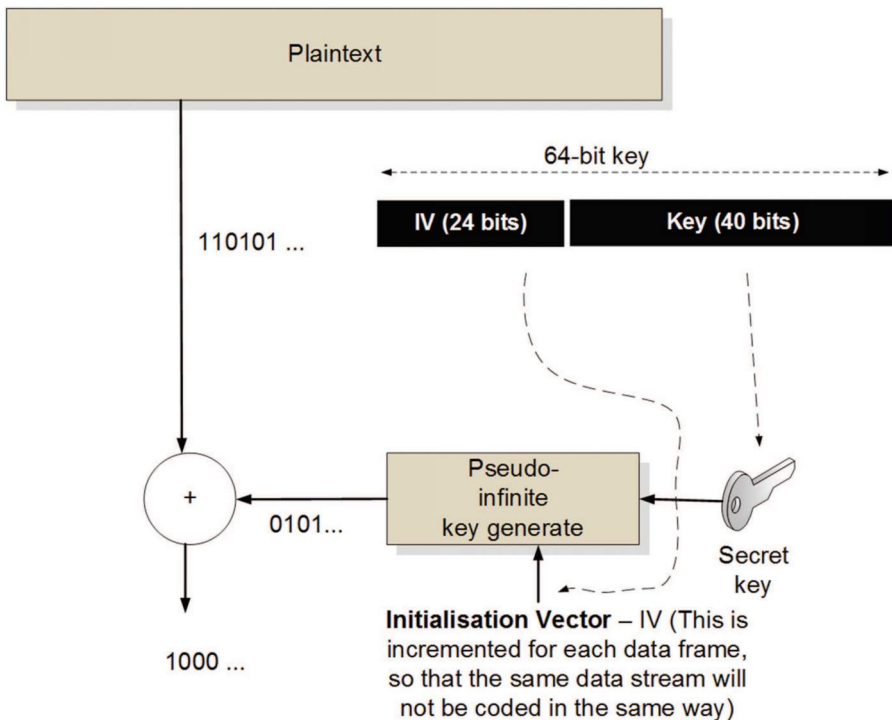 Plaintext
64-bit key
IV (24 bits)
Key (40 bits)
110101 ...
+
0101...
Pseudo-
infinite
key generate
Secret
key
1000 ...
Initialisation Vector – IV (This is
incremented for each data frame,
so that the same data stream will
not be coded in the same way)